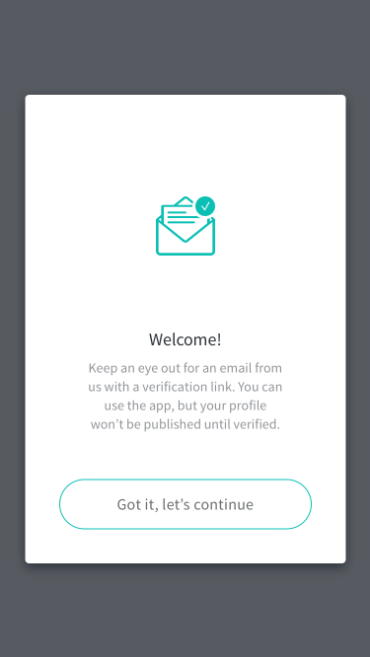 Welcome!
Keep an eye out for an email from
us with a verification link. You can
use the app, but your profile
won’t be published until verified.
Got it, let’s continue